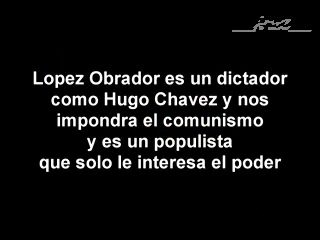 Lopez Obrador es un dictador
como Hugo Chavez y nos
impondra el comunismo
y es un populista
que solo le interesa el poder